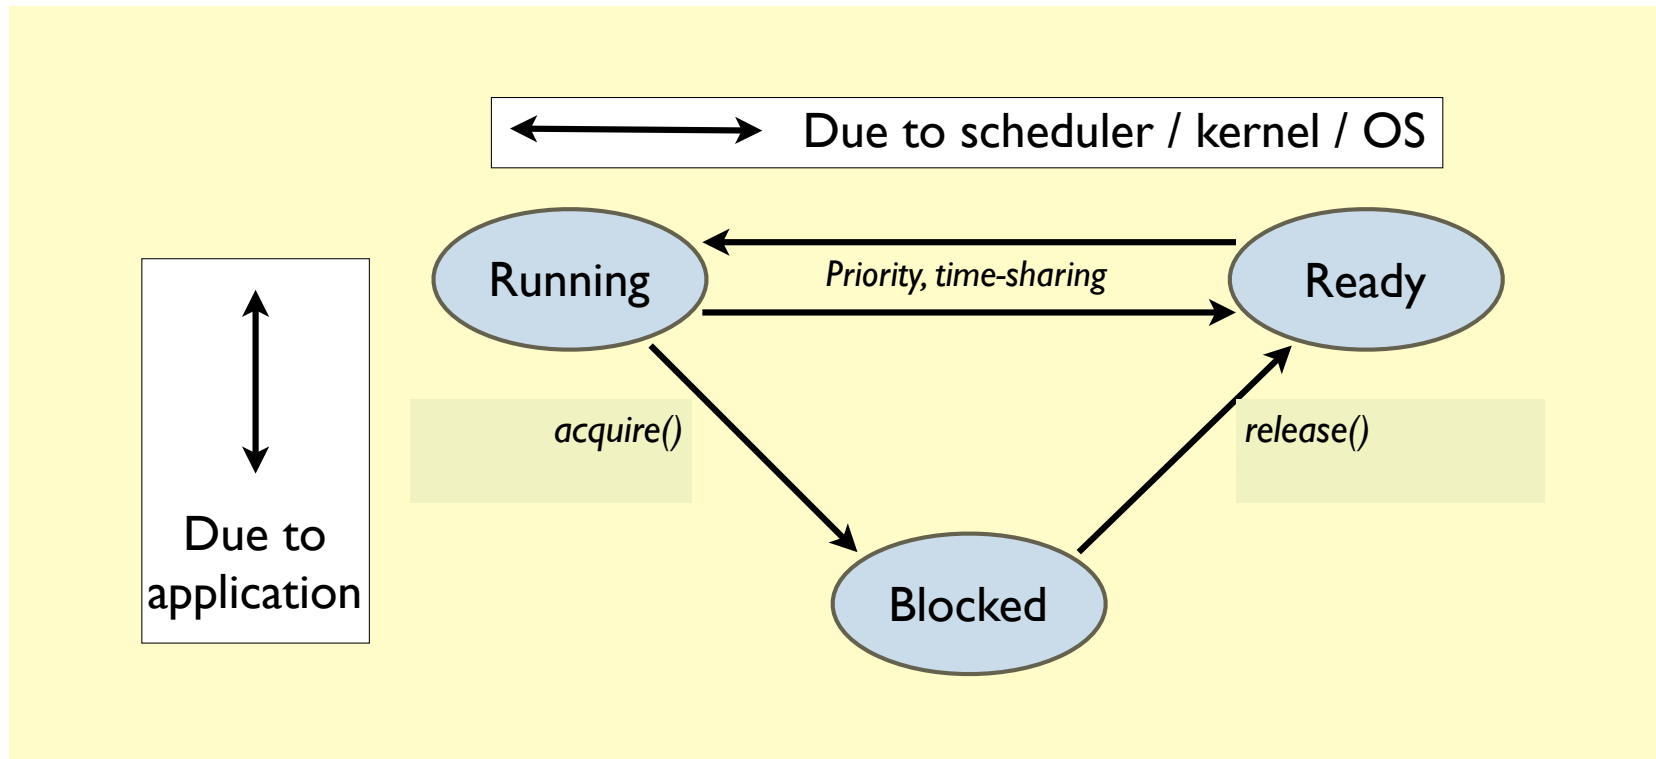 Due to scheduler / kernel / OS
Running
Priority, time-sharing
Ready
acquire()
release()
Due to
application
Blocked